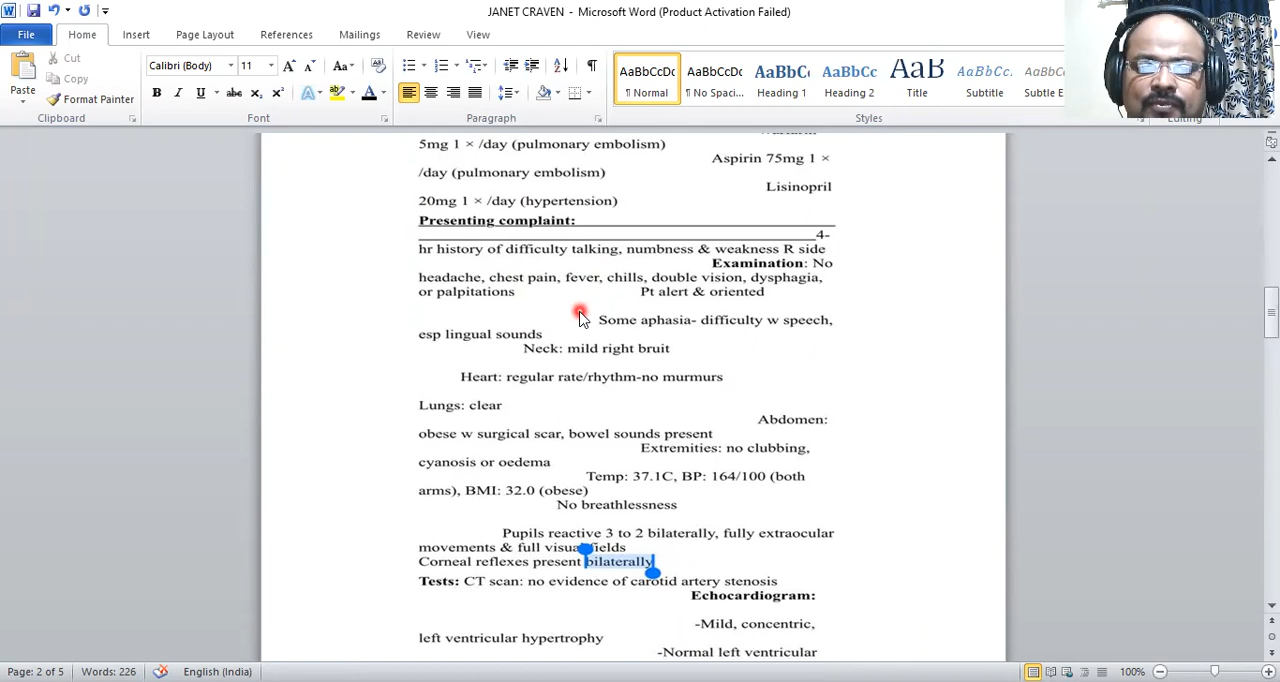 JANET CRAVEN - Microsoft Word (Product Activation Failed)
File Home Insert Page Layout References Mailings Review View
Cut
Copy
Format Painter
Paste
Calibri (Body) 11
AaBbCcDc AaBbCcDc AaBbC AaBbCc AaB AaBbCc. AaBbCc
¶ Normal ¶ No Spaci... Heading 1 Heading 2 Title Subtitle Subtle E
Clipboard Font Paragraph Styles Editing
Warfarin
5mg 1 × /day (pulmonary embolism)
Aspirin 75mg 1 ×
/day (pulmonary embolism)
Lisinopril
20mg 1 × /day (hypertension)
Presenting complaint:
4-
hr history of difficulty talking, numbness & weakness R side
Examination: No
headache, chest pain, fever, chills, double vision, dysphagia,
or palpitations Pt alert & oriented
Some aphasia- difficulty w speech,
esp lingual sounds
Neck: mild right bruit
Heart: regular rate/rhythm-no murmurs
Lungs: clear
Abdomen:
obese w surgical scar, bowel sounds present
Extremities: no clubbing,
cyanosis or oedema
Temp: 37.1C, BP: 164/100 (both
arms), BMI: 32.0 (obese)
No breathlessness
Pupils reactive 3 to 2 bilaterally, fully extraocular
movements & full visual fields
Corneal reflexes present bilaterally
Tests: CT scan: no evidence of carotid artery stenosis
Echocardiogram:
-Mild, concentric,
left ventricular hypertrophy
-Normal left ventricular
Page: 2 of 5 Words: 226 English (India) 100%